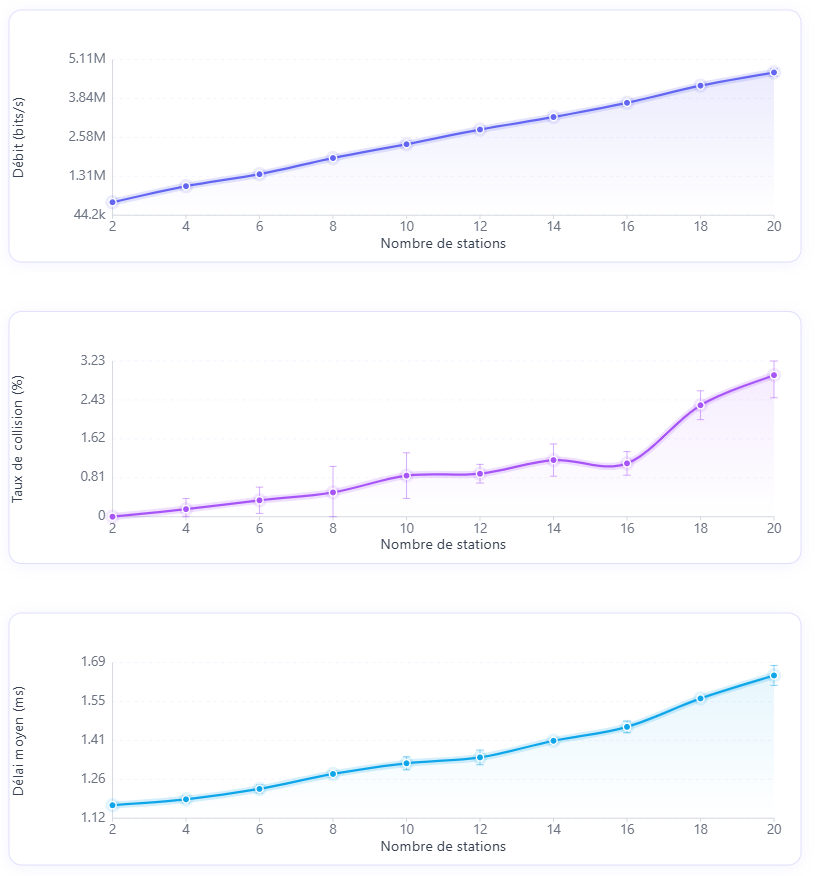 Débit (bits/s)
5.11M
3.84M
2.58M
1.31M
44.2k
2 4 6 8 10 12 14 16 18 20
Nombre de stations
Taux de collision (%)
3.23
2.43
1.62
0.81
0
2 4 6 8 10 12 14 16 18 20
Nombre de stations
Délai moyen (ms)
1.69
1.55
1.41
1.26
1.12
2 4 6 8 10 12 14 16 18 20
Nombre de stations